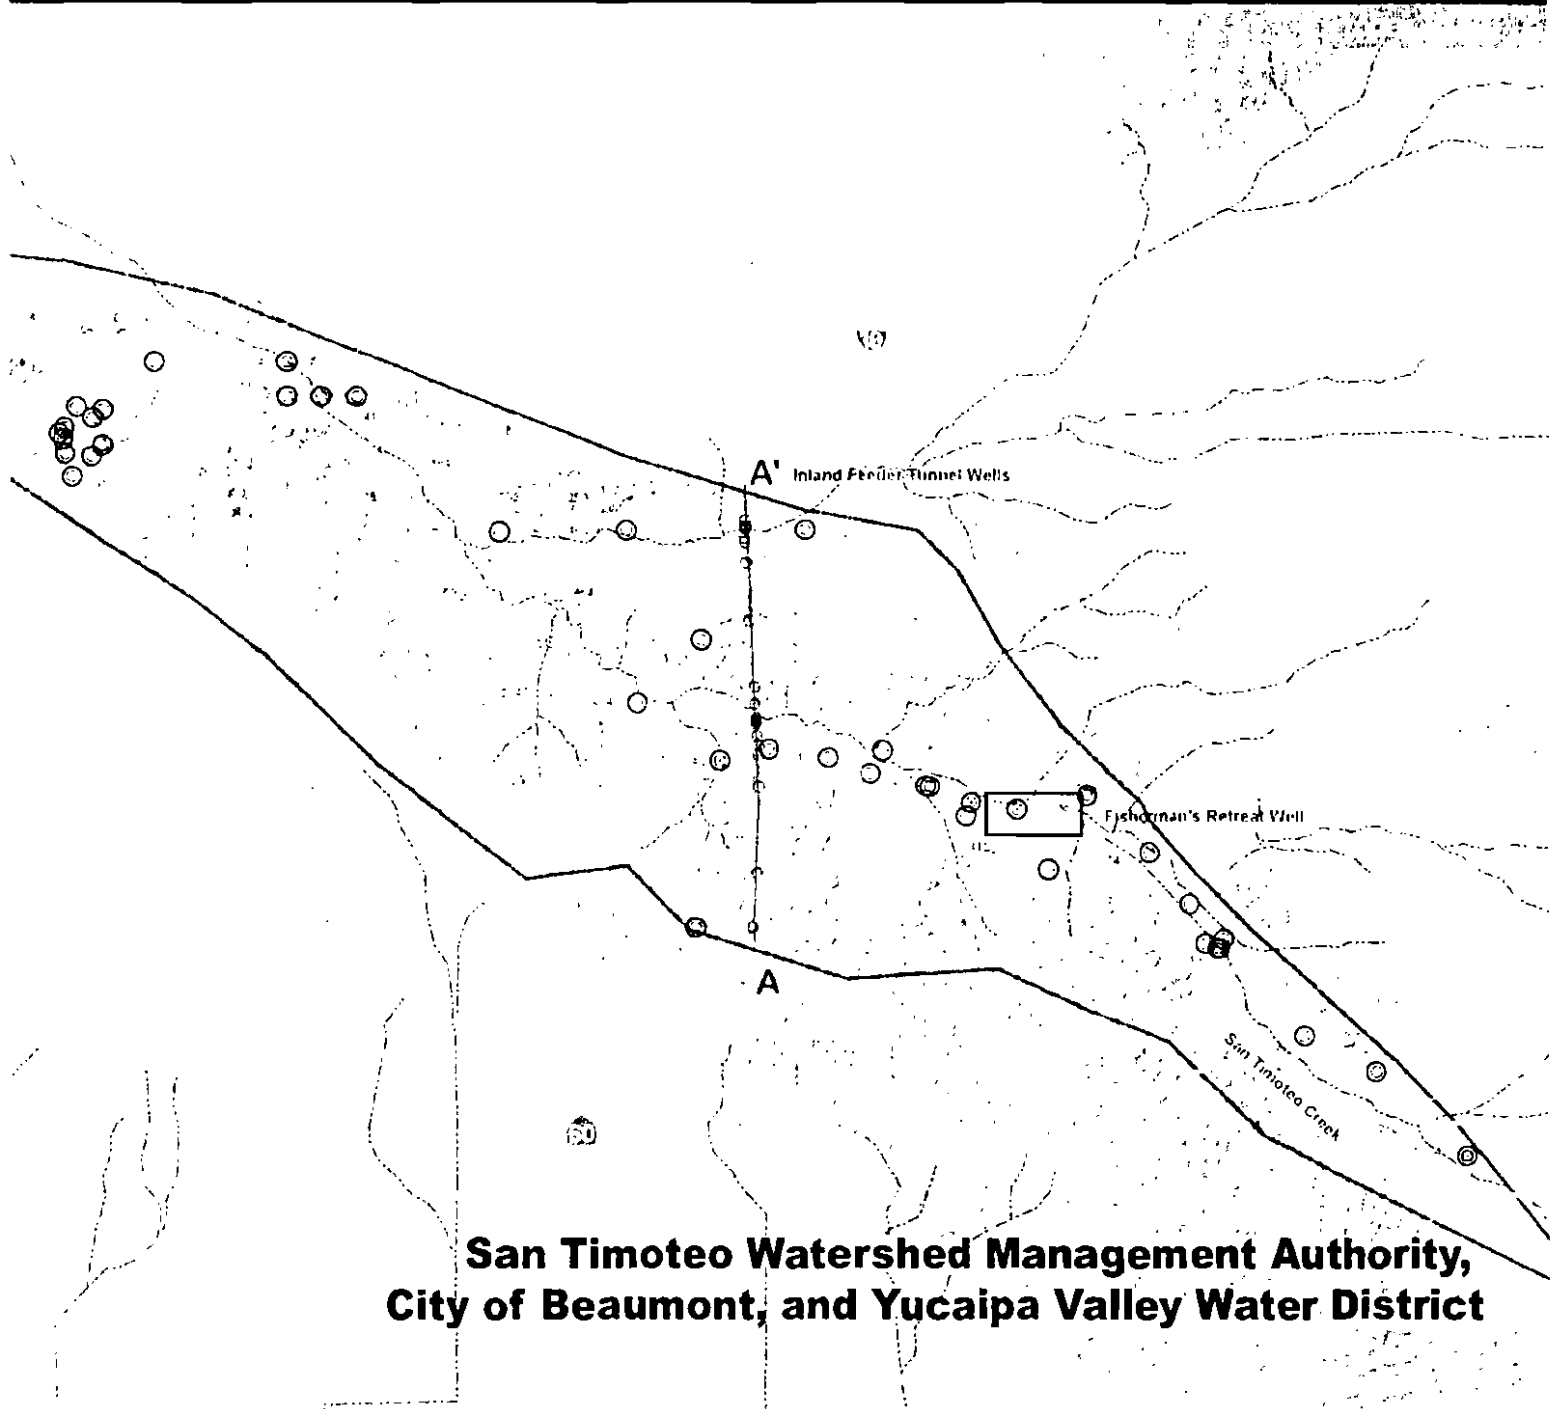 A' Inland Feeder Tunnel Wells
Fisherman's Retreat Well
A
San Timoteo Creek
60
San Timoteo Watershed Management Authority,
City of Beaumont, and Yucaipa Valley Water District